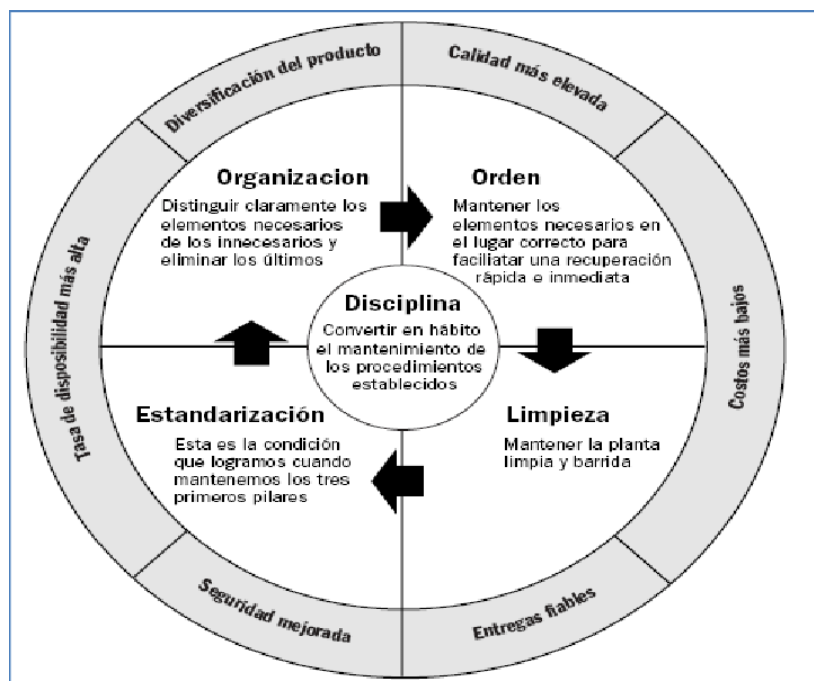 Diversificación del producto
Calidad más elevada
Tasa de disposibilidad más alta
Costos más bajos
Seguridad mejorada
Entregas fiables
Organizacion
Distinguir claramente los
elementos necesarios
de los innecesarios y
eliminar los últimos
Orden
Mantener los
elementos necesarios en
el lugar correcto para
faciliatar una recuperación
rápida e inmediata
Disciplina
Convertir en hábito
el mantenimiento de
los procedimientos
establecidos
Estandarización
Esta es la condición
que logramos cuando
mantenemos los tres
primeros pilares
Limpieza
Mantener la planta
limpia y barrida